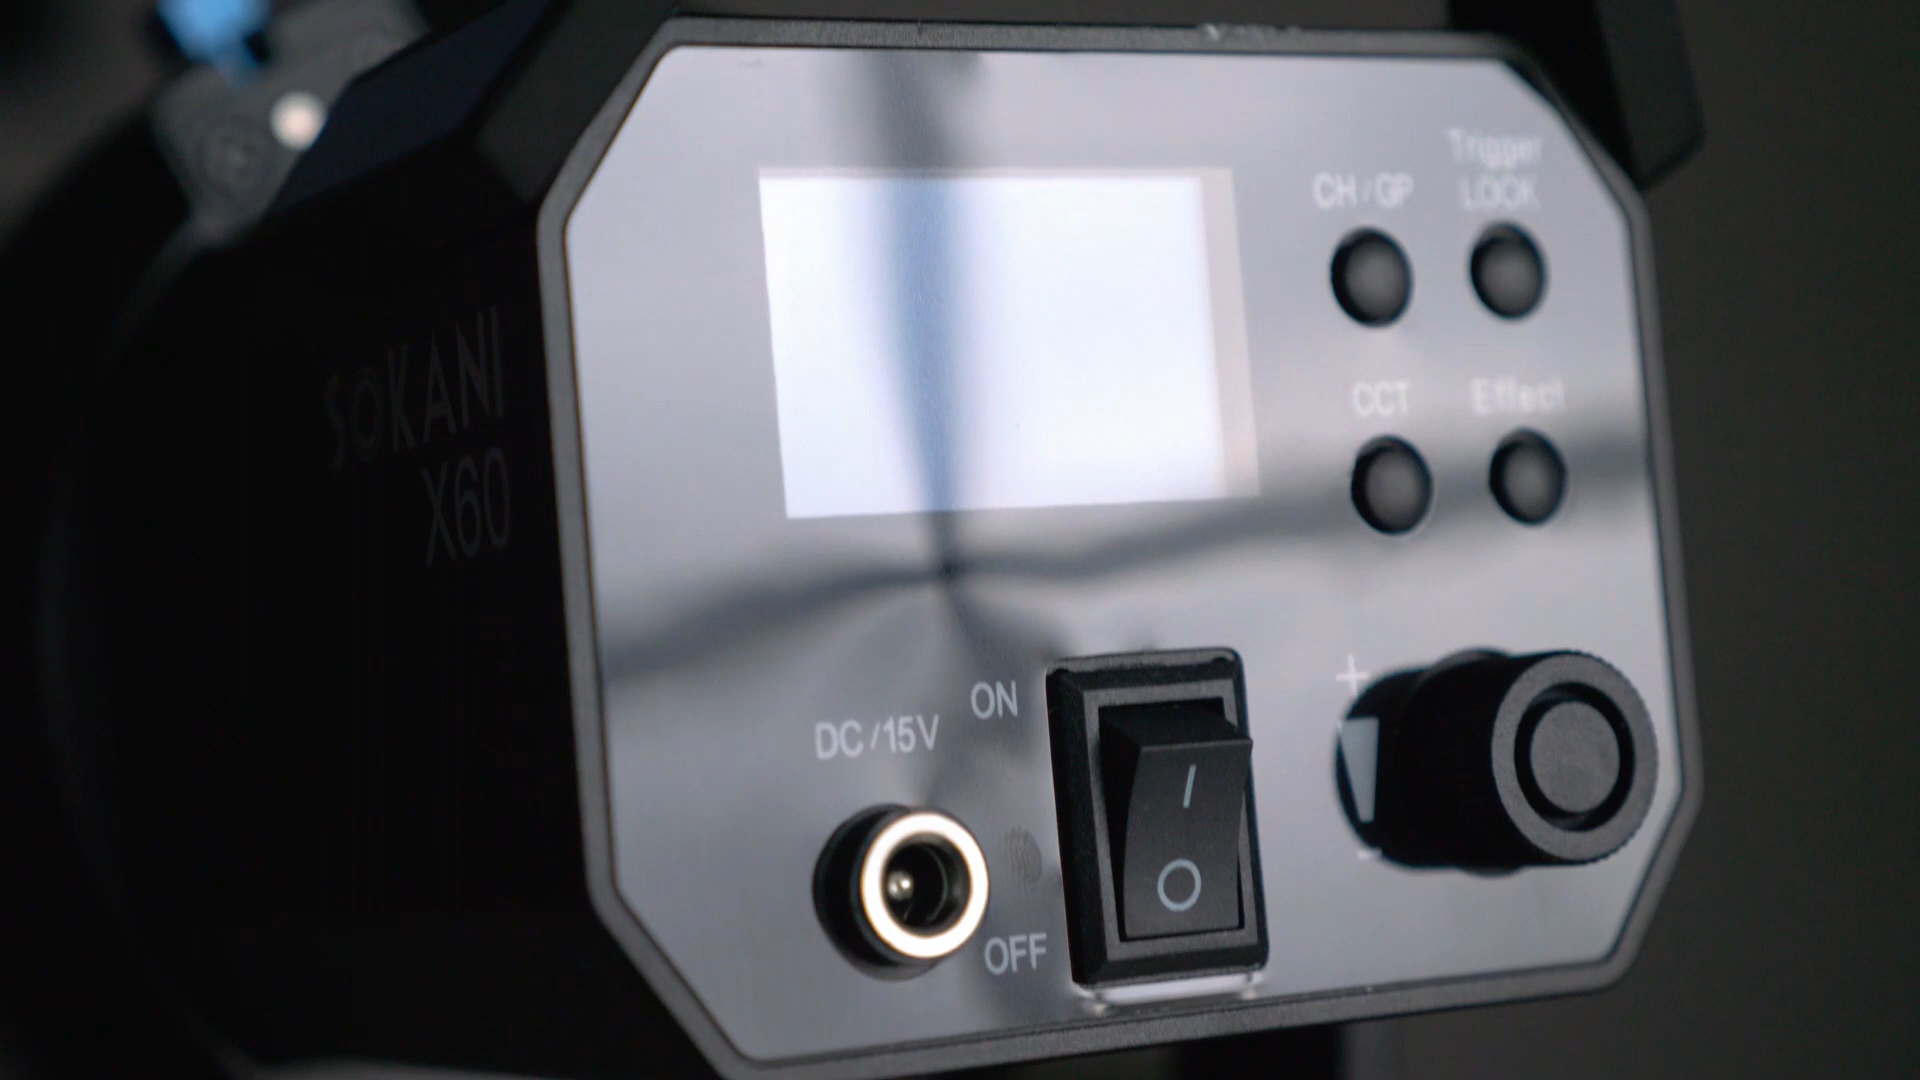 SOKANI
X60
CH/GP
Trigger
LOCK
CCT
Effect
DC/15V
ON
OFF
+
-
I
O